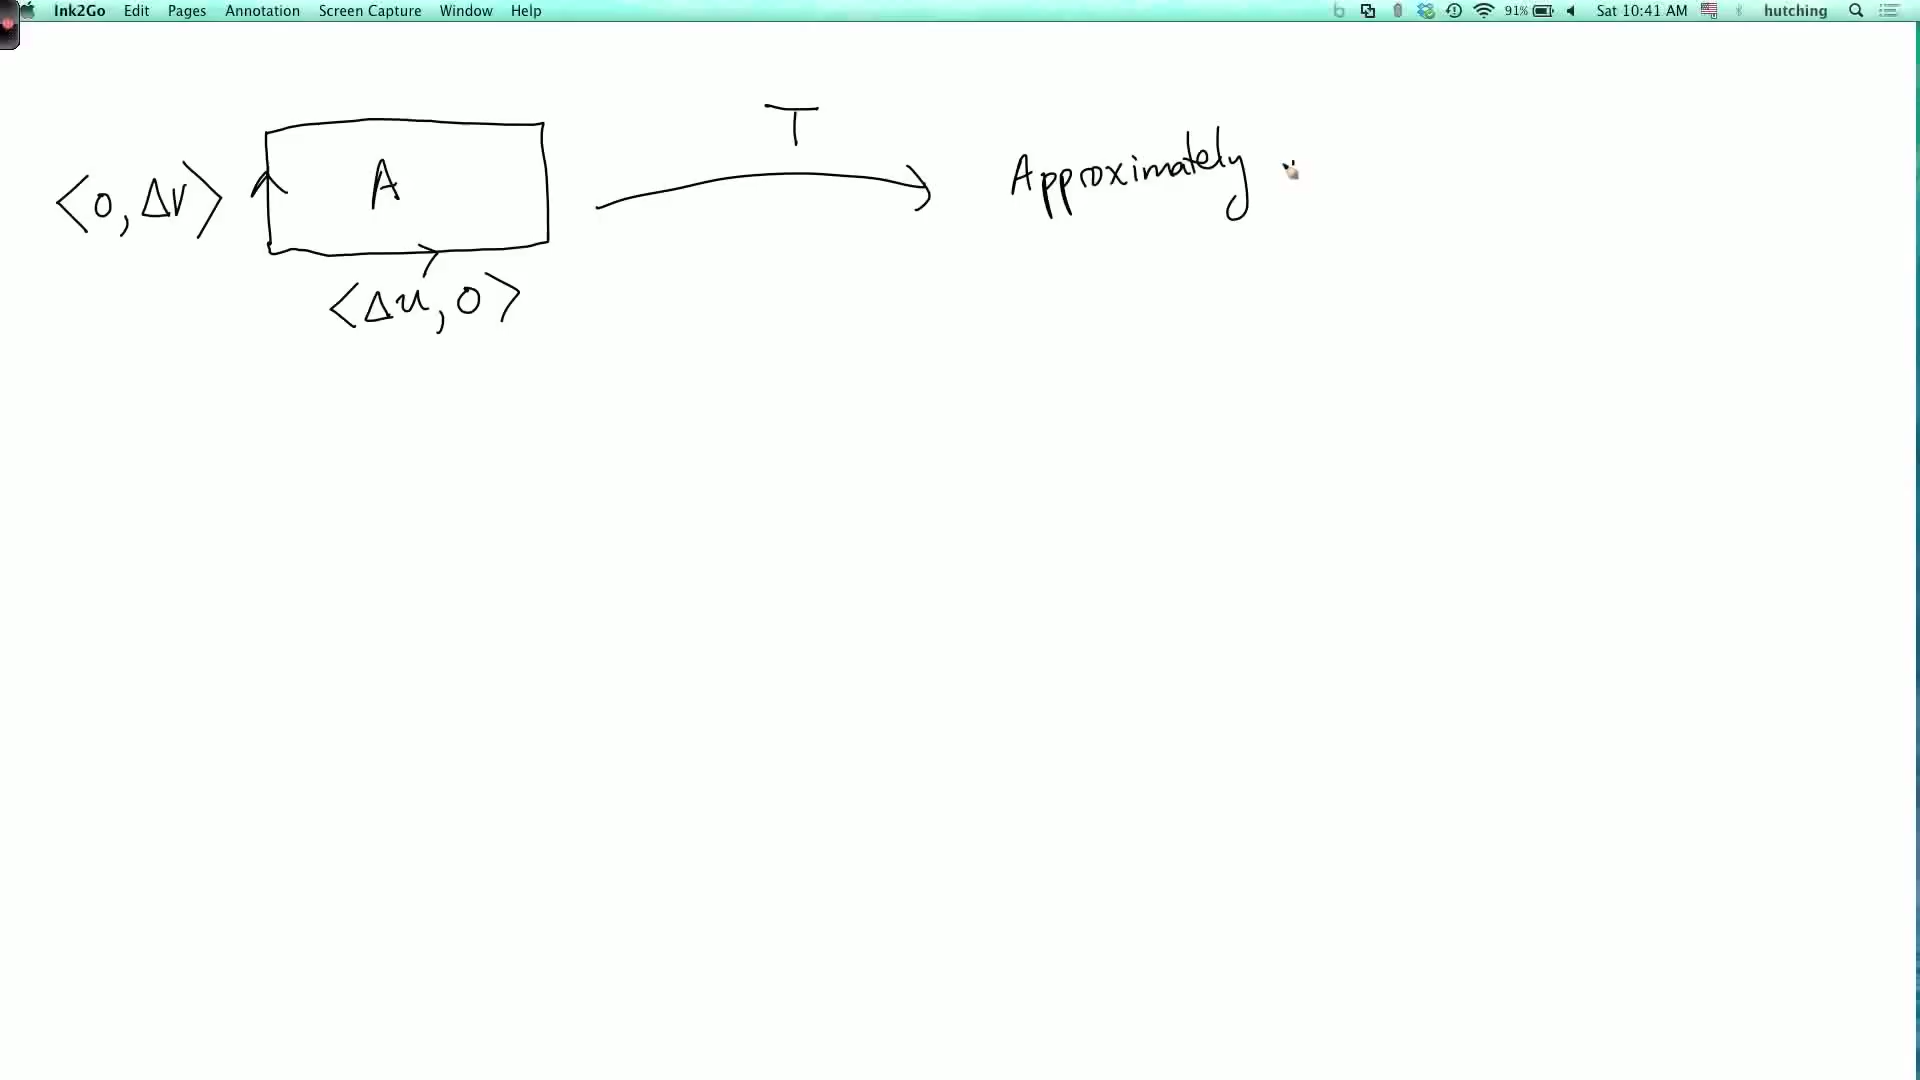 Ink2Go Edit Pages Annotation Screen Capture Window Help 91% Sat 10:41 AM hutching
T
<0, Δv> A Approximately
<Δu, 0>